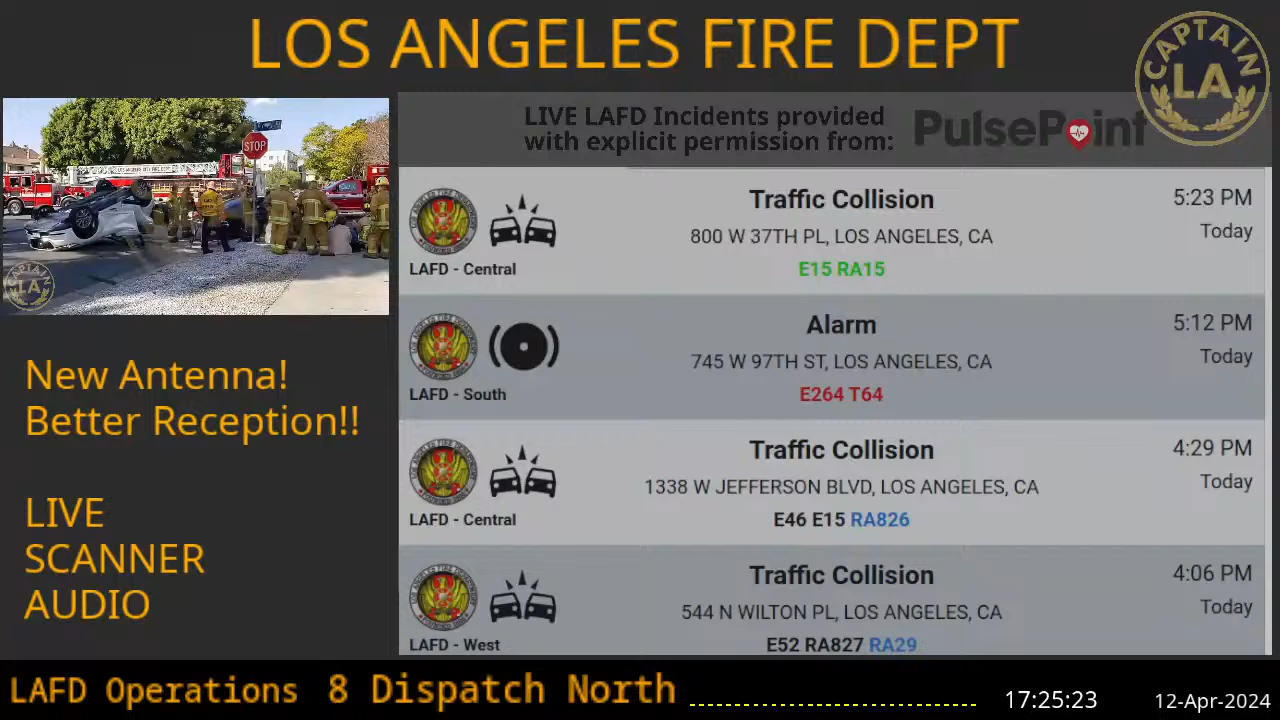 LOS ANGELES FIRE DEPT
CAPTAIN
LA
LIVE LAFD Incidents provided
with explicit permission from:
PulsePoint
STOP
CAPTAIN
LA
New Antenna!
Better Reception!!
LIVE
SCANNER
AUDIO
Traffic Collision
5:23 PM
800 W 37TH PL, LOS ANGELES, CA
Today
LAFD - Central
E15 RA15
Alarm
5:12 PM
745 W 97TH ST, LOS ANGELES, CA
Today
LAFD - South
E264 T64
Traffic Collision
4:29 PM
1338 W JEFFERSON BLVD, LOS ANGELES, CA
Today
LAFD - Central
E46 E15 RA826
Traffic Collision
4:06 PM
544 N WILTON PL, LOS ANGELES, CA
Today
LAFD - West
E52 RA827 RA29
LAFD Operations 8 Dispatch North
17:25:23
12-Apr-2024